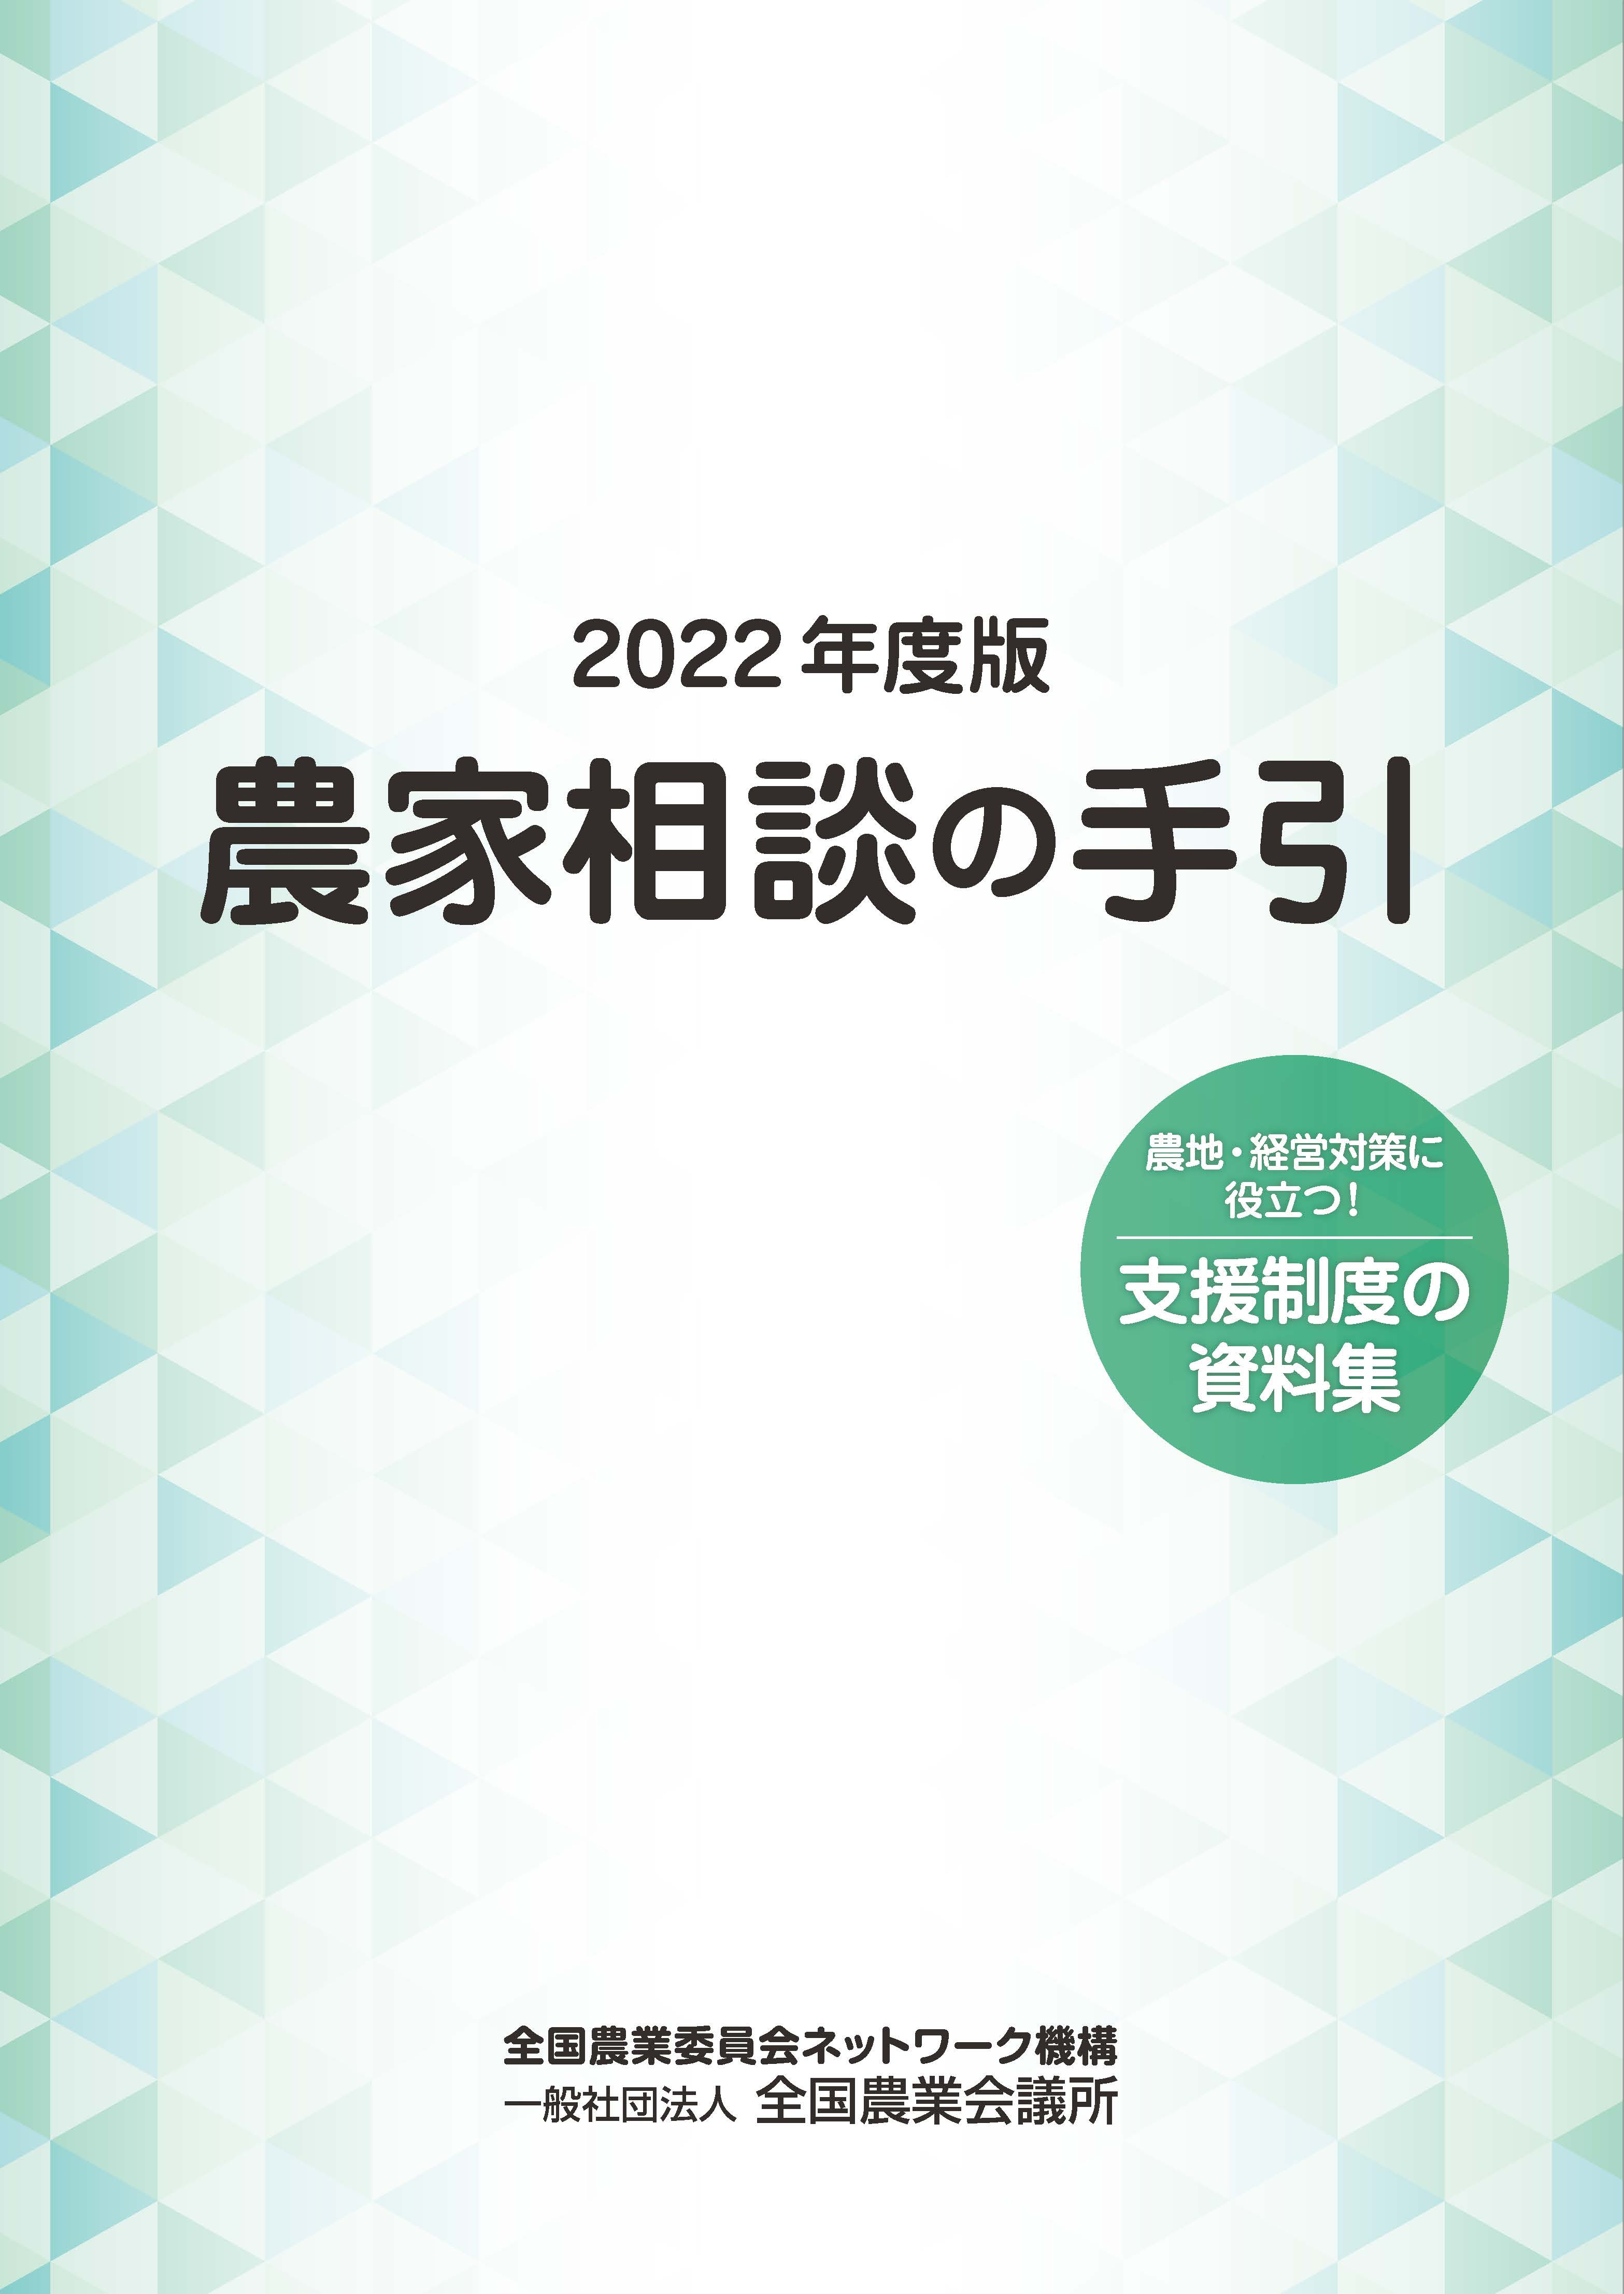 2022年度版
農家相談の手引
農地・経営対策に
役立つ!
支援制度の
資料集
全国農業委員会ネットワーク機構
一般社団法人 全国農業会議所